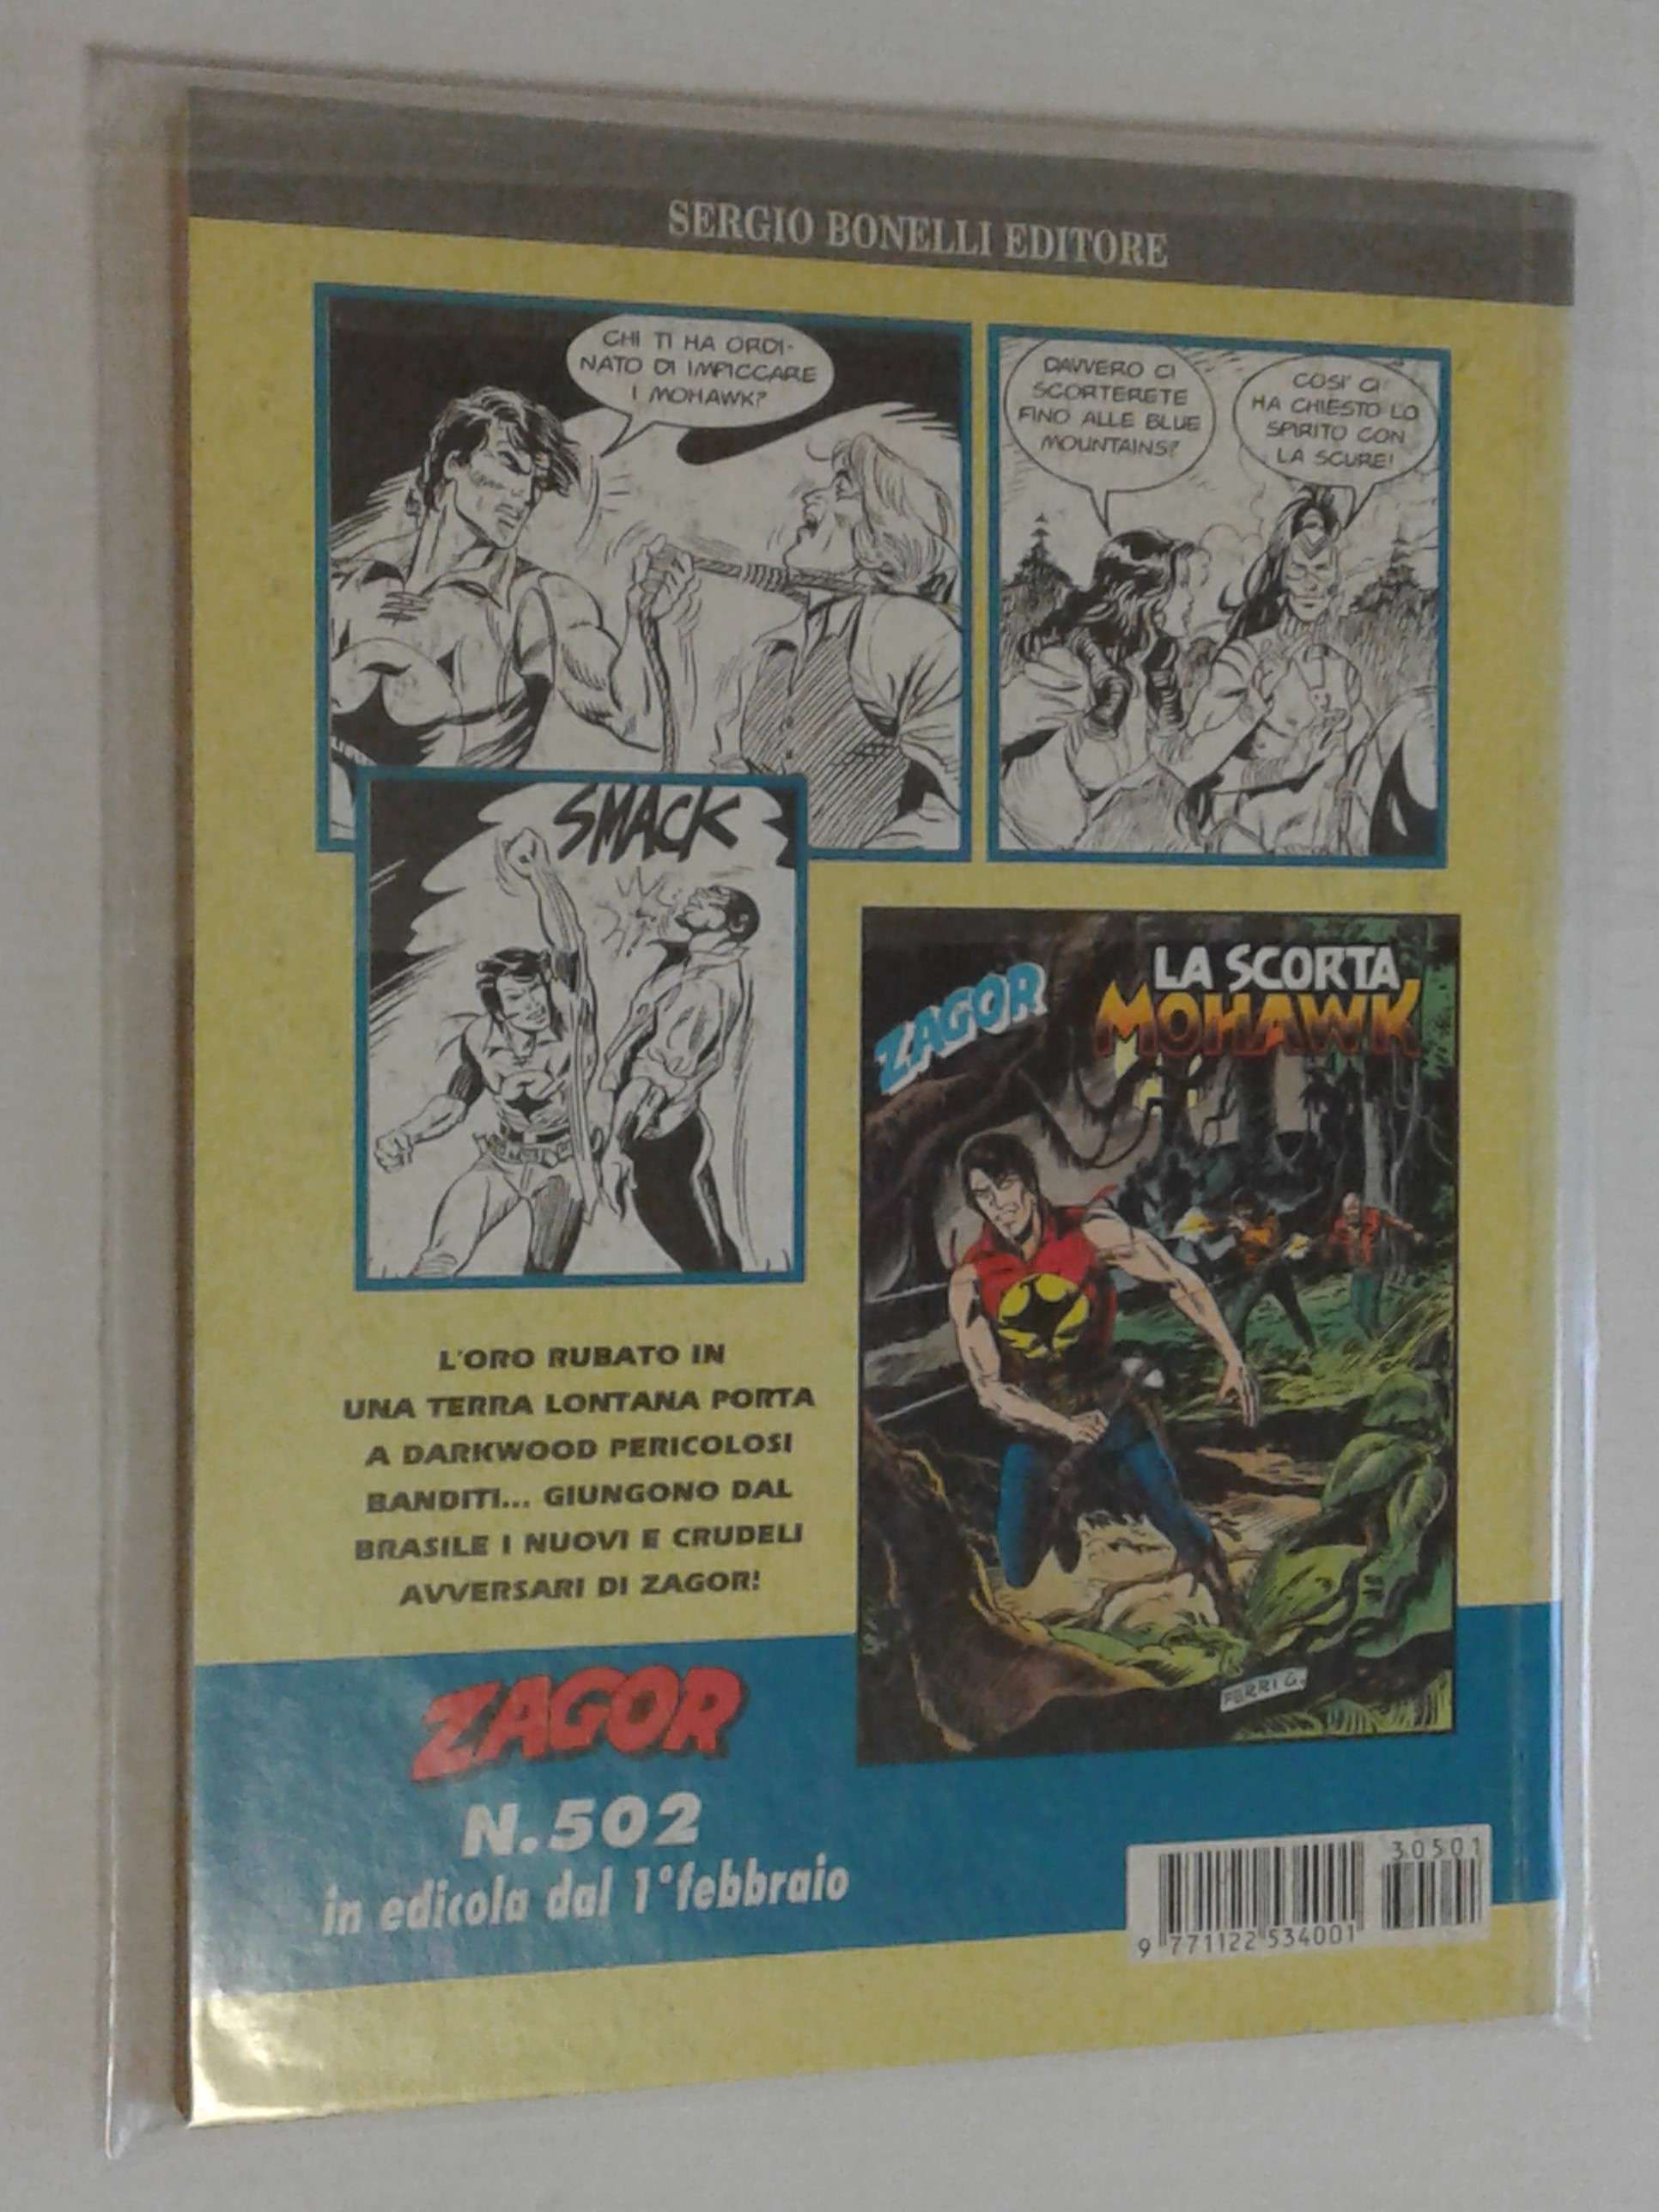 SERGIO BONELLI EDITORE
CHI TI HA ORDI-
NATO DI IMPICCARE
I MOHAWK?
DAVVERO CI
SCORTERETE
FINO ALLE BLUE
MOUNTAINS?
COSI' CI
HA CHIESTO LO
SPIRITO CON
LA SCURE!
SMACK
ZAGOR
LA SCORTA
MOHAWK
FERRI G.
L'ORO RUBATO IN
UNA TERRA LONTANA PORTA
A DARKWOOD PERICOLOSI
BANDITI... GIUNGONO DAL
BRASILE I NUOVI E CRUDELI
AVVERSARI DI ZAGOR!
ZAGOR
N.502
in edicola dal 1° febbraio
30501
9 771122 534001